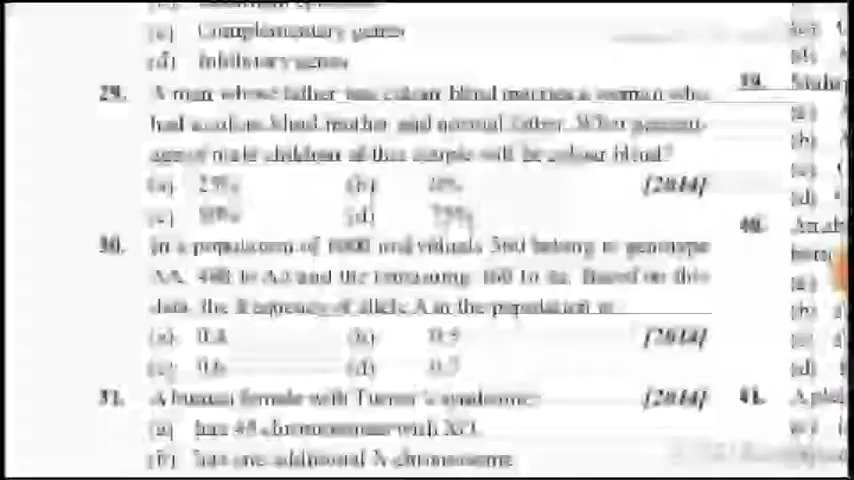 (c) Complimentary genes
(d) Inhibitory genes
29. A man whose father was colour blind marries a woman who
had a colour blind mother and normal father. What percent-
age of male children of this couple will be colour blind?
(a) 25% (b) 0% [2014]
(c) 50% (d) 75%
30. In a population of 1000 individuals 360 belong to genotype
AA, 480 to Aa and the remaining 160 to aa. Based on this
data, the frequency of allele A in the population is
(a) 0.4 (b) 0.5 [2014]
(c) 0.6 (d) 0.7
31. A human female with Turner's syndrome: [2014]
(a) has 45 chromosomes with XO.
(b) has one additional X chromosome.
39.
(a)
(b)
(c)
(d)
40.
(a)
(b)
(c)
(d)
41.